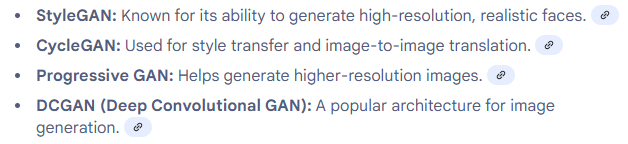 • StyleGAN: Known for its ability to generate high-resolution, realistic faces.
• CycleGAN: Used for style transfer and image-to-image translation.
• Progressive GAN: Helps generate higher-resolution images.
• DCGAN (Deep Convolutional GAN): A popular architecture for image
generation.